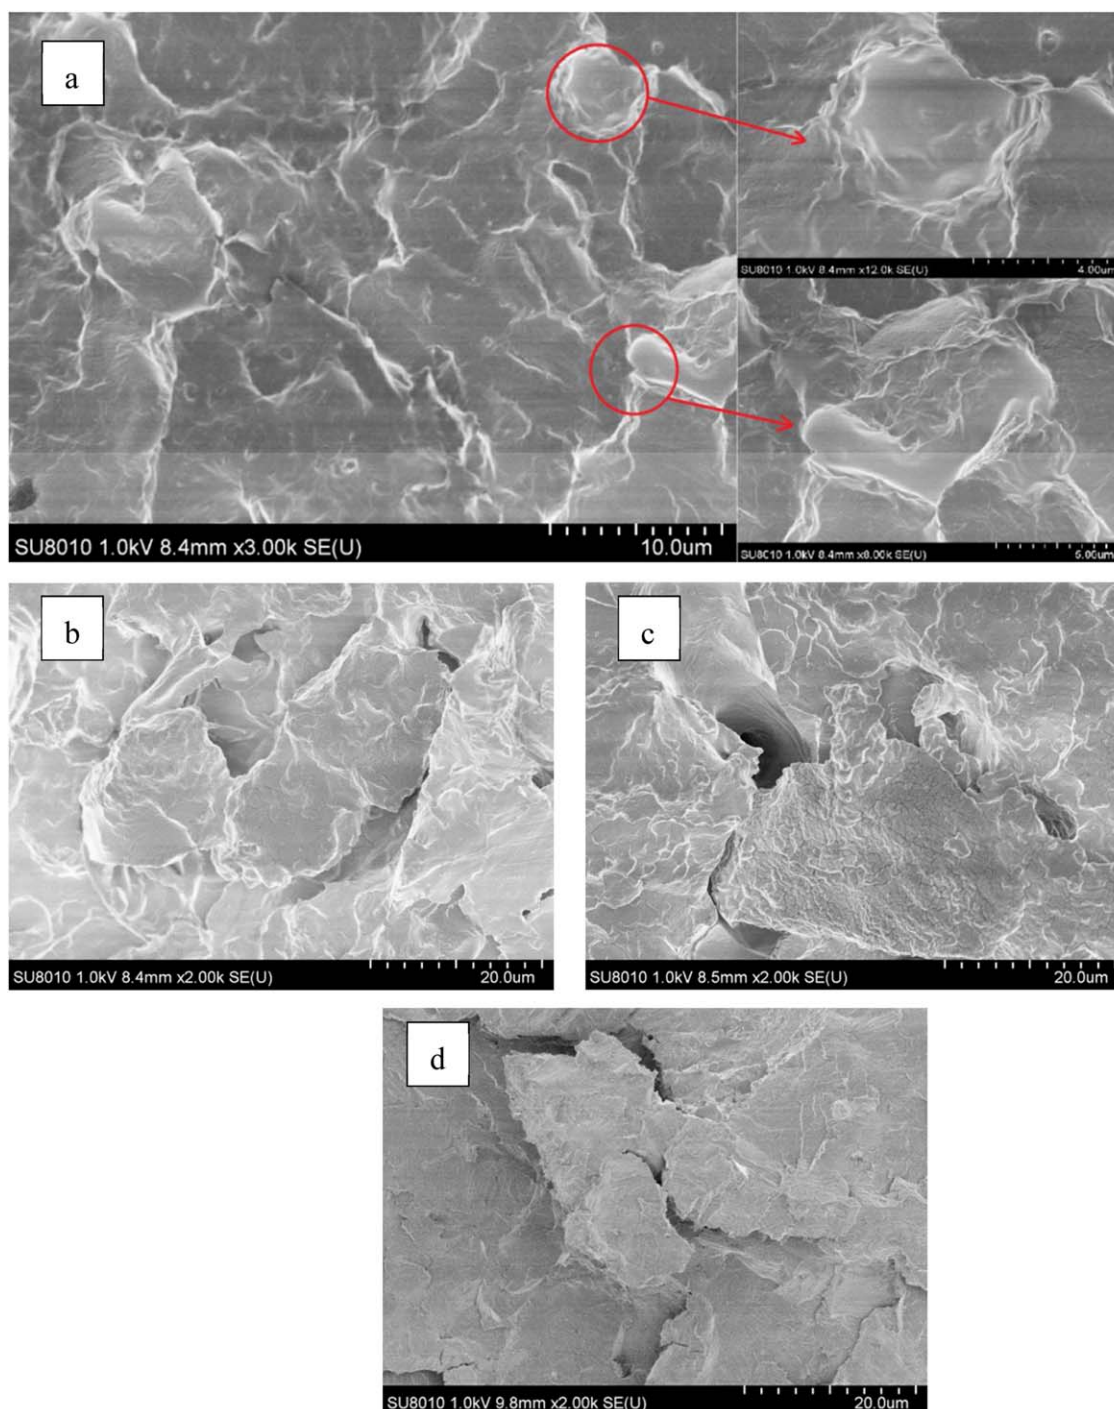 a
SU8010 1.0kV 8.4mm x3.00k SE(U)
10.0um
SU8010 1.0kV 8.4mm x12.0k SE(U)
4.00um
SU8010 1.0kV 8.4mm x8.00k SE(U)
5.00um
b
SU8010 1.0kV 8.4mm x2.00k SE(U)
20.0um
c
SU8010 1.0kV 8.5mm x2.00k SE(U)
20.0um
d
SU8010 1.0kV 9.8mm x2.00k SE(U)
20.0um